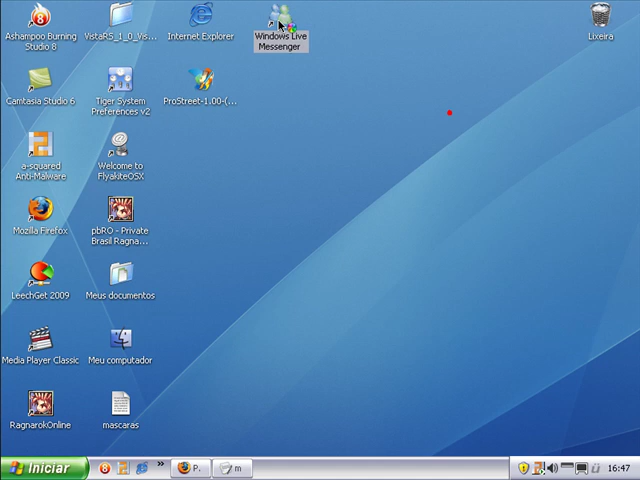 Ashampoo Burning
Studio 8
VistaRS_1_0_Vis...
Internet Explorer
Windows Live
Messenger
Lixeira
Camtasia Studio 6
Tiger System
Preferences v2
ProStreet-1.00-(...
a-squared
Anti-Malware
Welcome to
FlyakiteOSX
Mozilla Firefox
pbRO - Private
Brasil Ragna...
LeechGet 2009
Meus documentos
Media Player Classic
Meu computador
RagnarokOnline
mascaras
Iniciar
P.
m
16:47